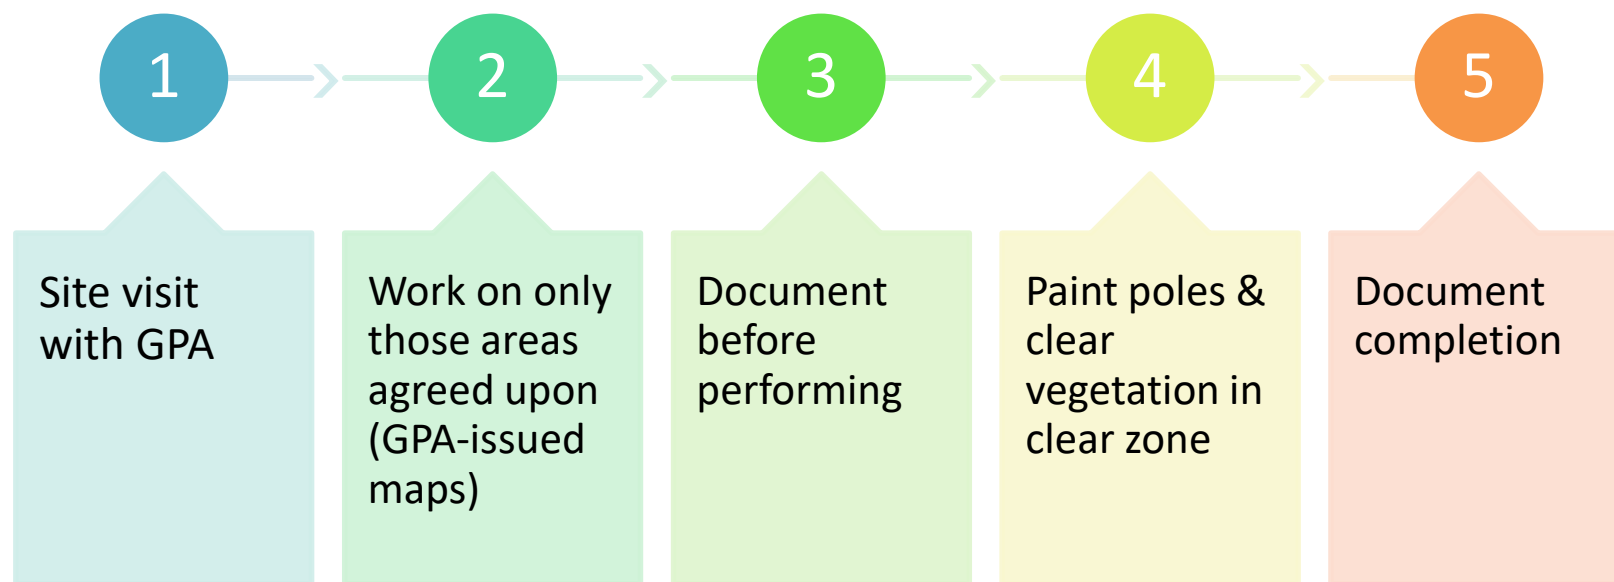 1
2
3
4
5
Site visit
with GPA
Work on only
those areas
agreed upon
(GPA-issued
maps)
Document
before
performing
Paint poles &
clear
vegetation in
clear zone
Document
completion